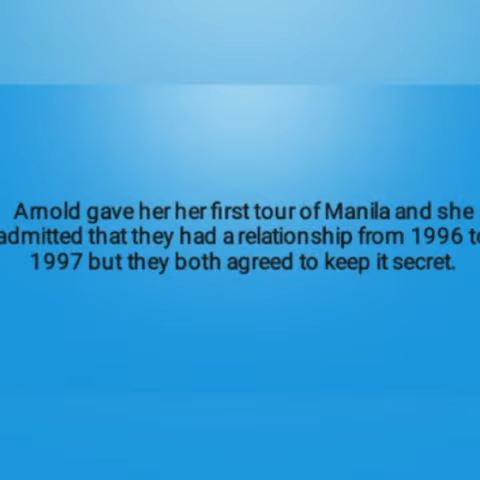 Arnold gave her her first tour of Manila and she
admitted that they had a relationship from 1996 to
1997 but they both agreed to keep it secret.